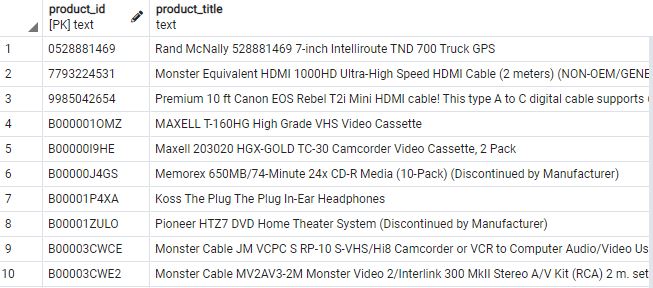 product_id product_title
[PK] text text
1 0528881469 Rand McNally 528881469 7-inch Intelliroute TND 700 Truck GPS
2 7793224531 Monster Equivalent HDMI 1000HD Ultra-High Speed HDMI Cable (2 meters) (NON-OEM/GENE
3 9985042654 Premium 10 ft Canon EOS Rebel T2i Mini HDMI cable! This type A to C digital cable supports
4 B000001OMZ MAXELL T-160HG High Grade VHS Video Cassette
5 B00000I9HE Maxell 203020 HGX-GOLD TC-30 Camcorder Video Cassette, 2 Pack
6 B00000J4GS Memorex 650MB/74-Minute 24x CD-R Media (10-Pack) (Discontinued by Manufacturer)
7 B00001P4XA Koss The Plug The Plug In-Ear Headphones
8 B00001ZULO Pioneer HTZ7 DVD Home Theater System (Discontinued by Manufacturer)
9 B00003CWCE Monster Cable JM VCPC S RP-10 S-VHS/Hi8 Camcorder or VCR to Computer Audio/Video Us
10 B00003CWE2 Monster Cable MV2AV3-2M Monster Video 2/Interlink 300 MkII Stereo A/V Kit (RCA) 2 m. set